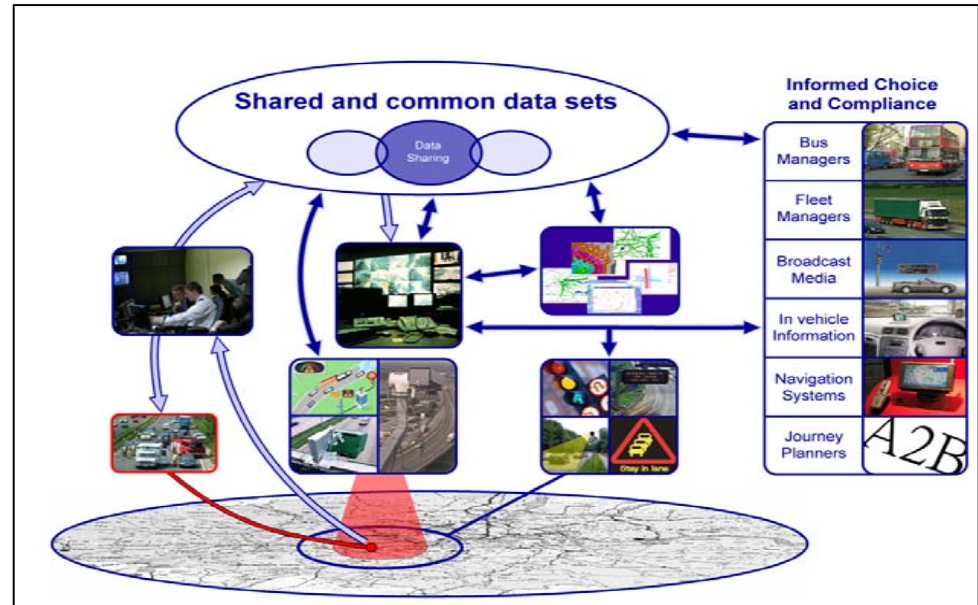 Shared and common data sets
Data
Sharing
Informed Choice
and Compliance
Bus
Managers
Fleet
Managers
Broadcast
Media
In vehicle
Information
Navigation
Systems
Journey
Planners
A2B
Stay in lane